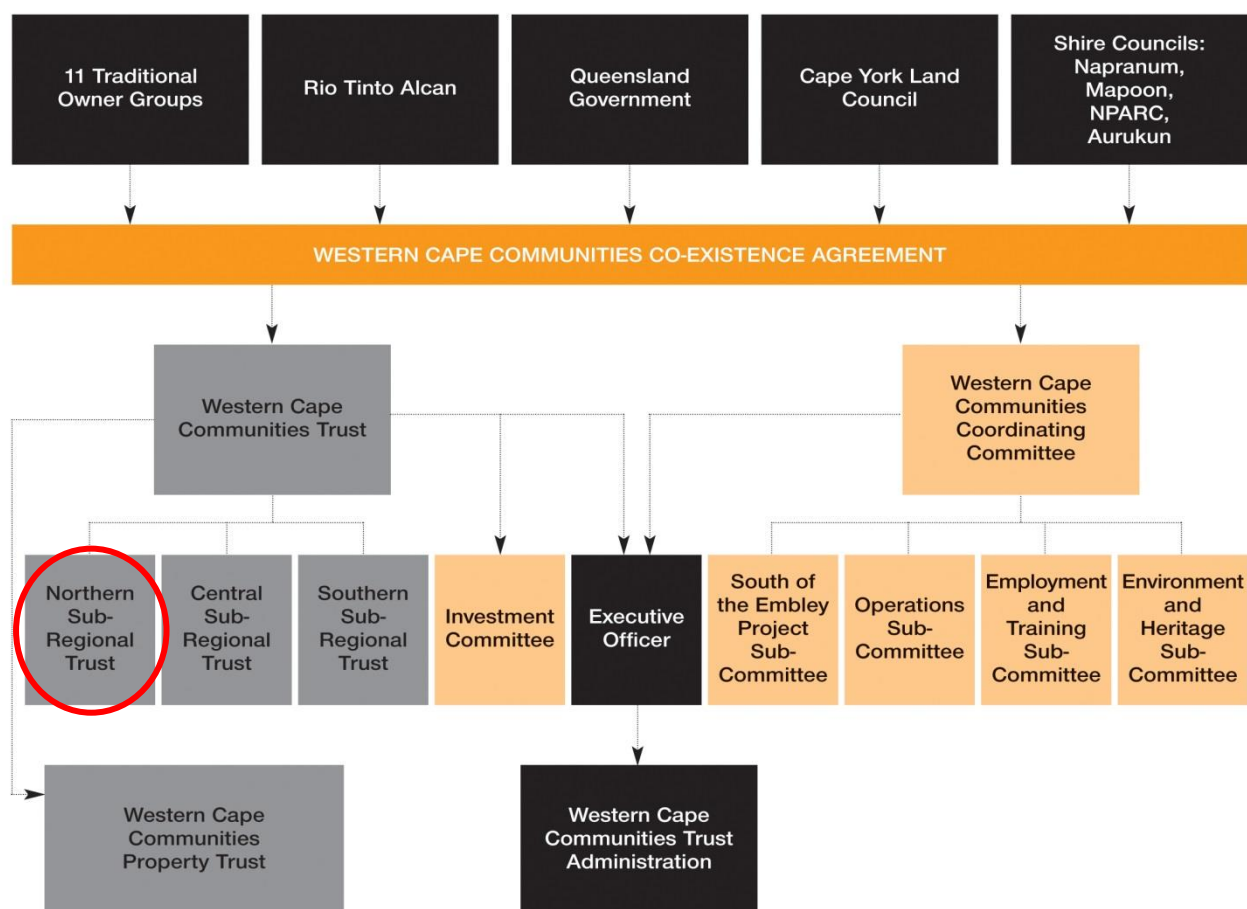 11 Traditional
Owner Groups
Rio Tinto Alcan
Queensland
Government
Cape York Land
Council
Shire Councils:
Napranum,
Mapoon,
NPARC,
Aurukun
WESTERN CAPE COMMUNITIES CO-EXISTENCE AGREEMENT
Western Cape
Communities Trust
Western Cape
Communities
Coordinating
Committee
Northern
Sub-
Regional
Trust
Central
Sub-
Regional
Trust
Southern
Sub-
Regional
Trust
Investment
Committee
Executive
Officer
South of
the Embley
Project
Sub-
Committee
Operations
Sub-
Committee
Employment
and
Training
Sub-
Committee
Environment
and
Heritage
Sub-
Committee
Western Cape
Communities
Property Trust
Western Cape
Communities Trust
Administration